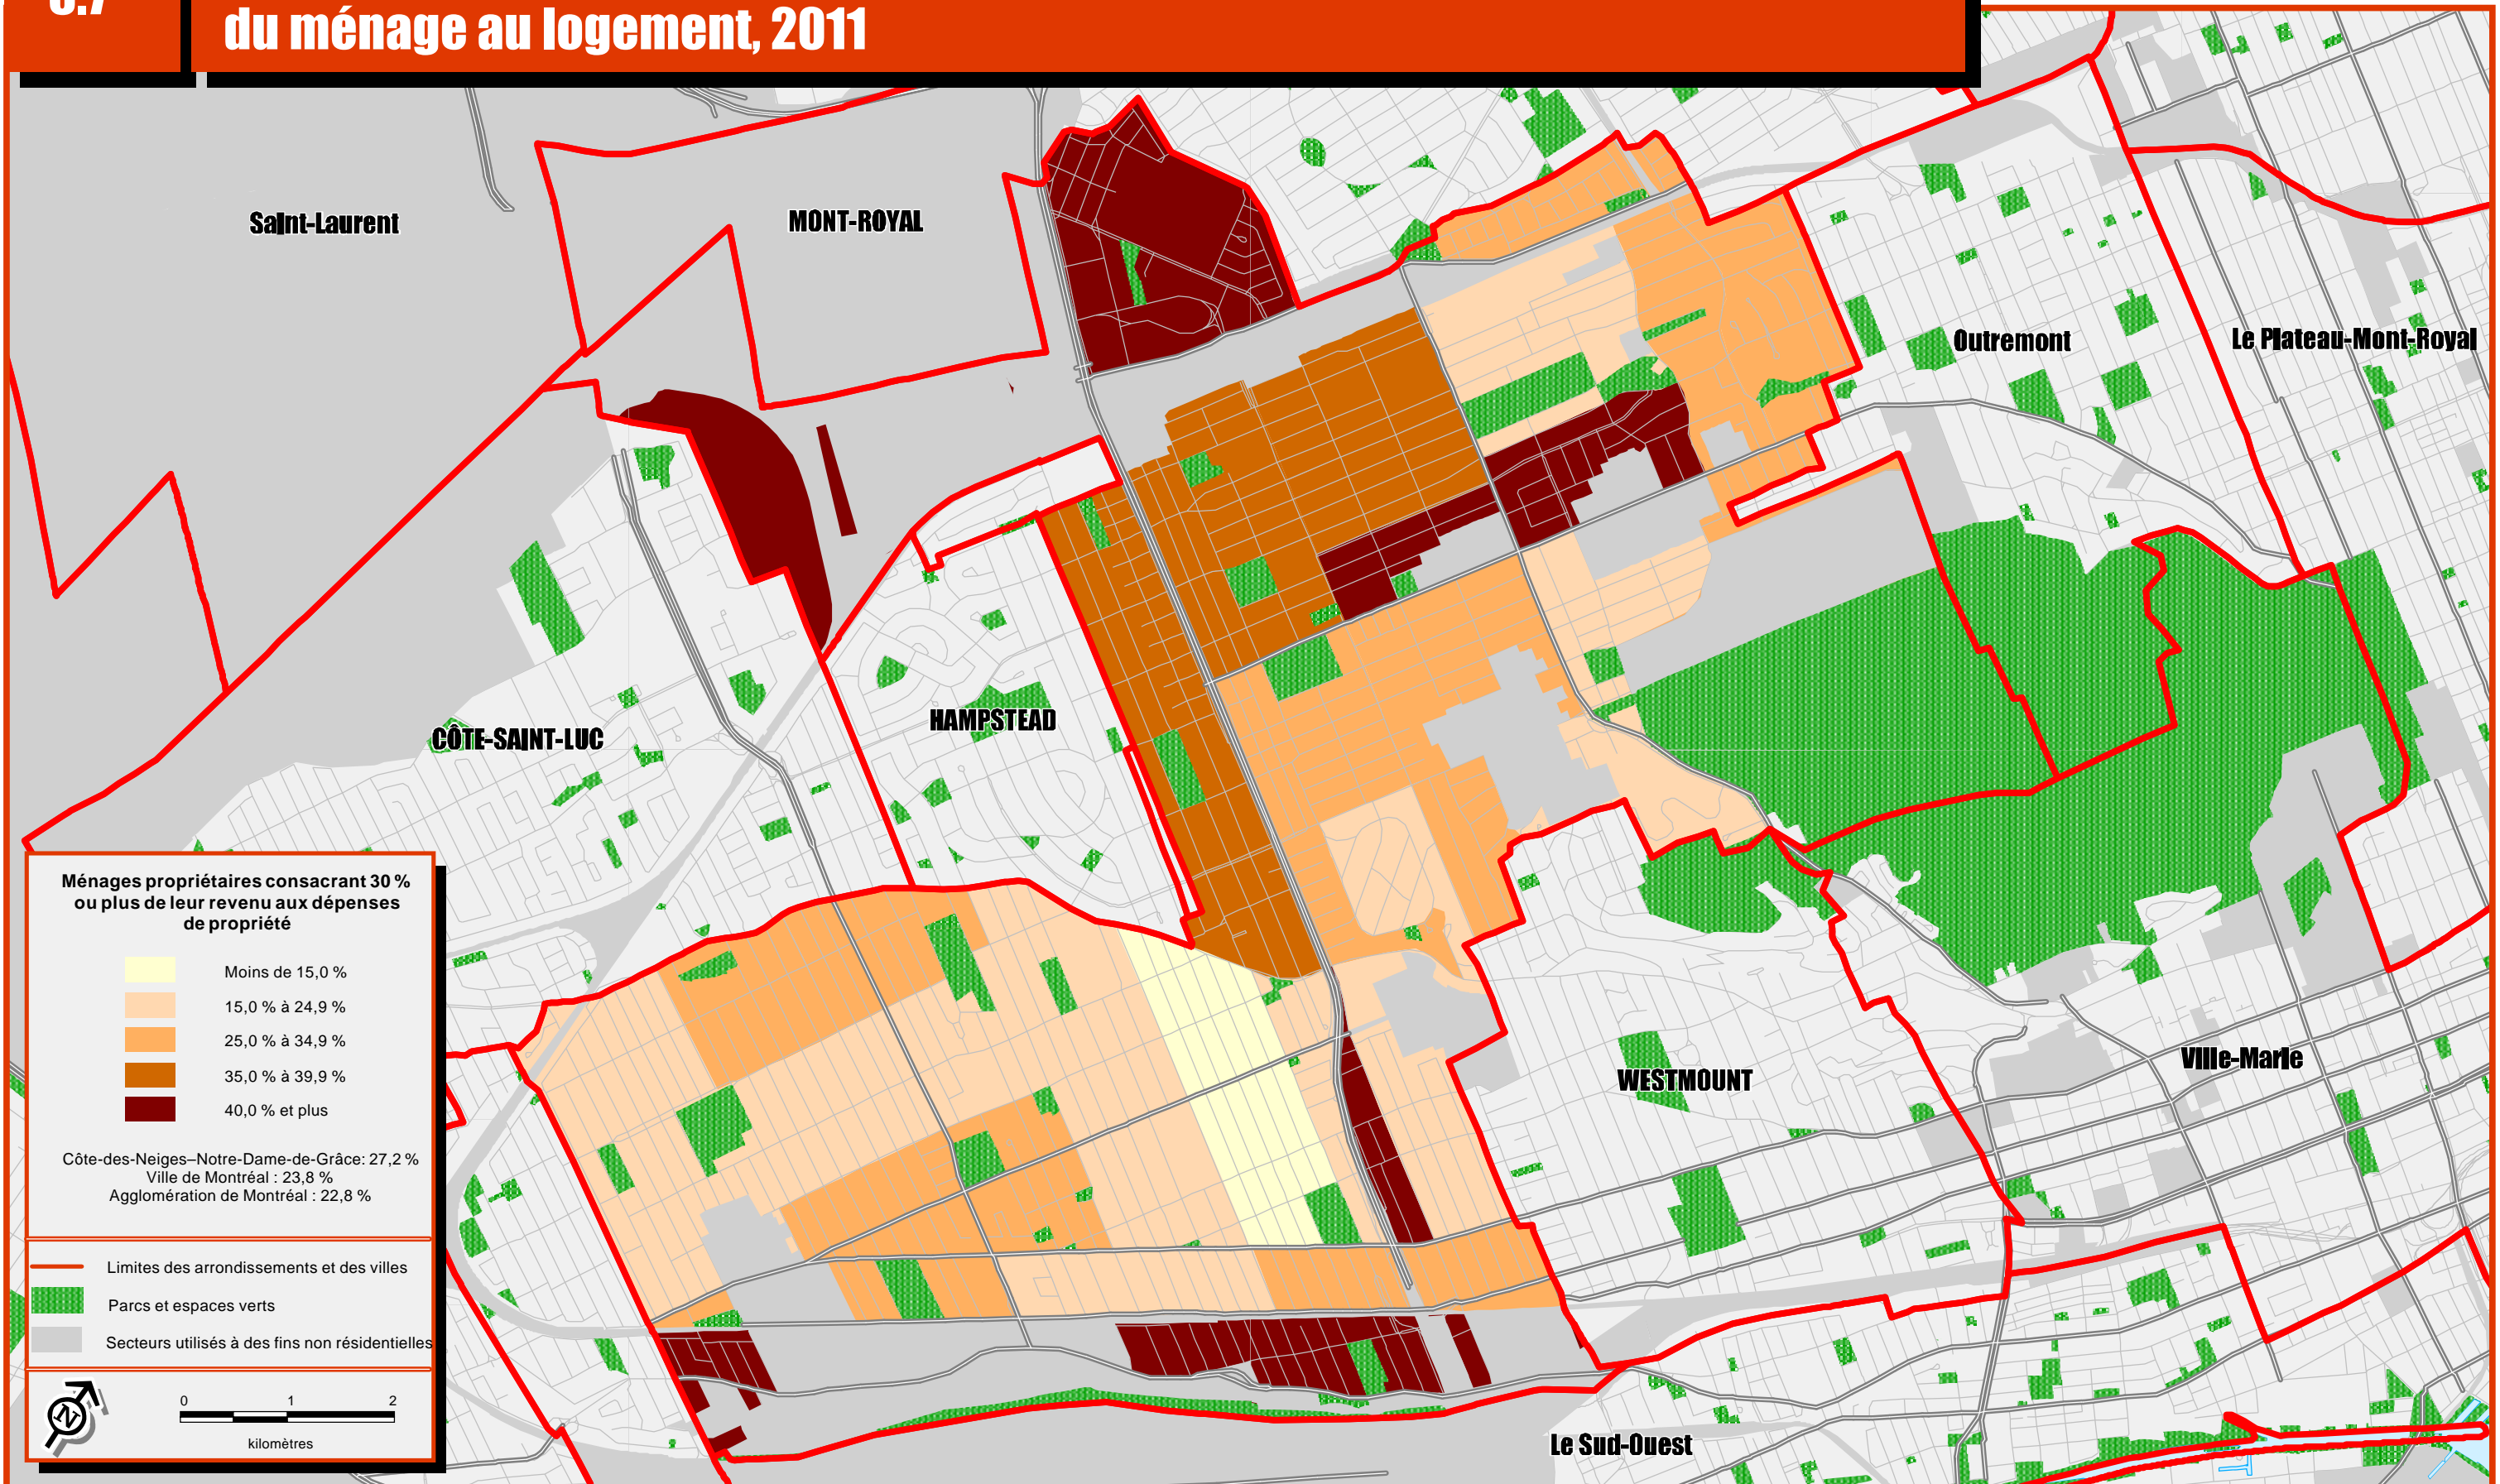 du ménage au logement, 2011
Saint-Laurent
MONT-ROYAL
Outremont
Le Plateau-Mont-Royal
HAMPSTEAD
CÔTE-SAINT-LUC
WESTMOUNT
Ville-Marie
Le Sud-Ouest
Ménages propriétaires consacrant 30 %
ou plus de leur revenu aux dépenses
de propriété
Moins de 15,0 %
15,0 % à 24,9 %
25,0 % à 34,9 %
35,0 % à 39,9 %
40,0 % et plus
Côte-des-Neiges–Notre-Dame-de-Grâce: 27,2 %
Ville de Montréal : 23,8 %
Agglomération de Montréal : 22,8 %
Limites des arrondissements et des villes
Parcs et espaces verts
Secteurs utilisés à des fins non résidentielles
N
0 1 2
kilomètres